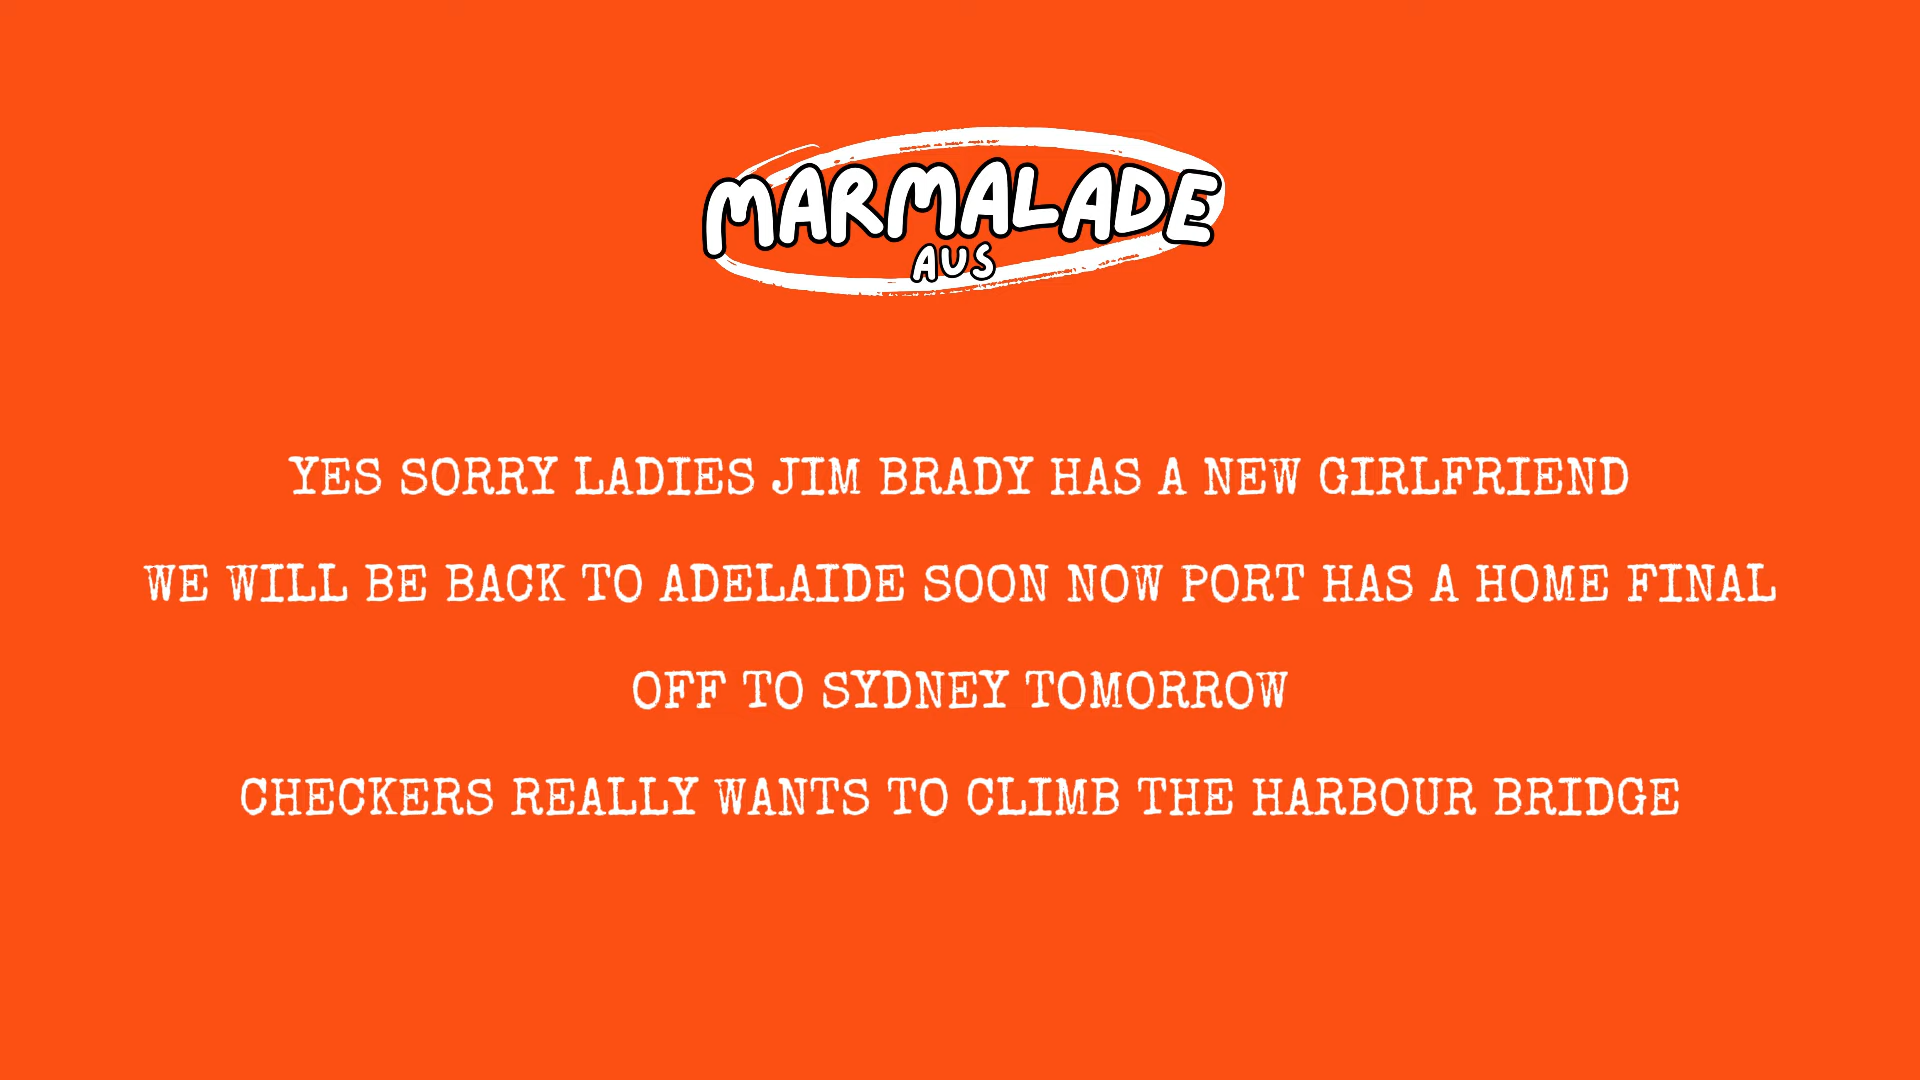 MARMALADE
AUS
YES SORRY LADIES JIM BRADY HAS A NEW GIRLFRIEND
WE WILL BE BACK TO ADELAIDE SOON NOW PORT HAS A HOME FINAL
OFF TO SYDNEY TOMORROW
CHECKERS REALLY WANTS TO CLIMB THE HARBOUR BRIDGE